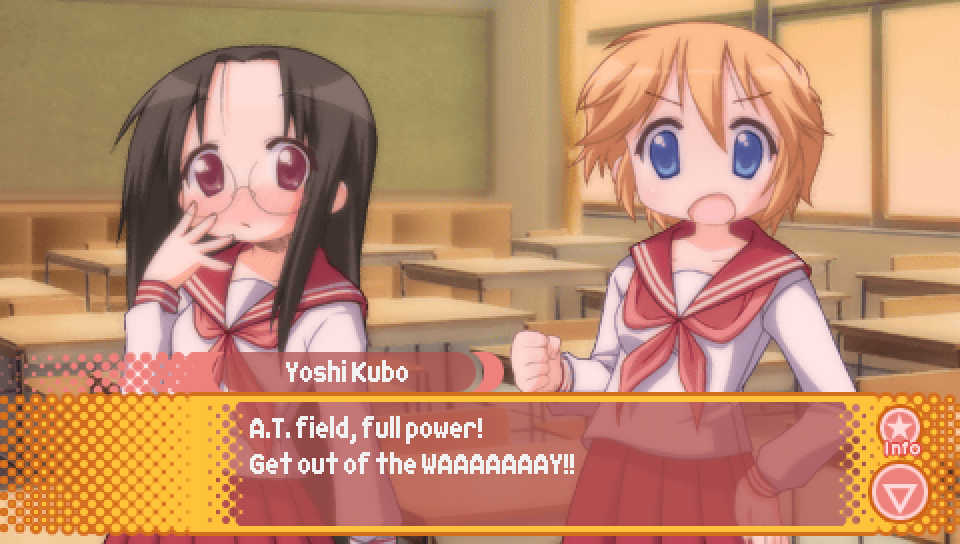 Yoshi Kubo
A.T. field, full power!
Get out of the WAAAAAAAY!!
Info